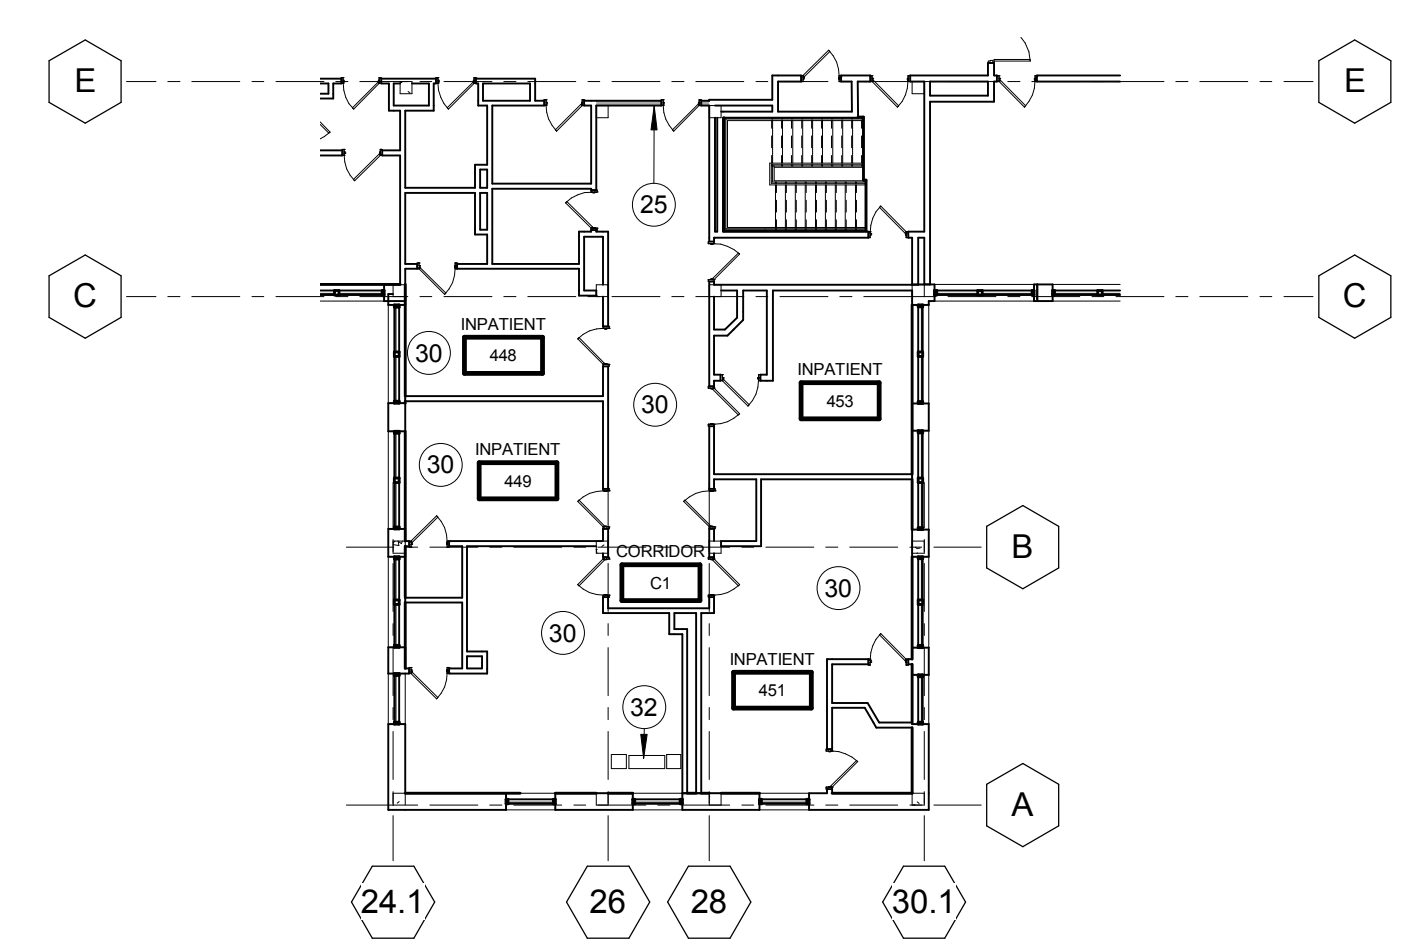 E
E
25
C
C
INPATIENT
30
448
INPATIENT
453
30
INPATIENT
30
449
B
CORRIDOR
C1
30
30
INPATIENT
451
32
A
24.1
26
28
30.1